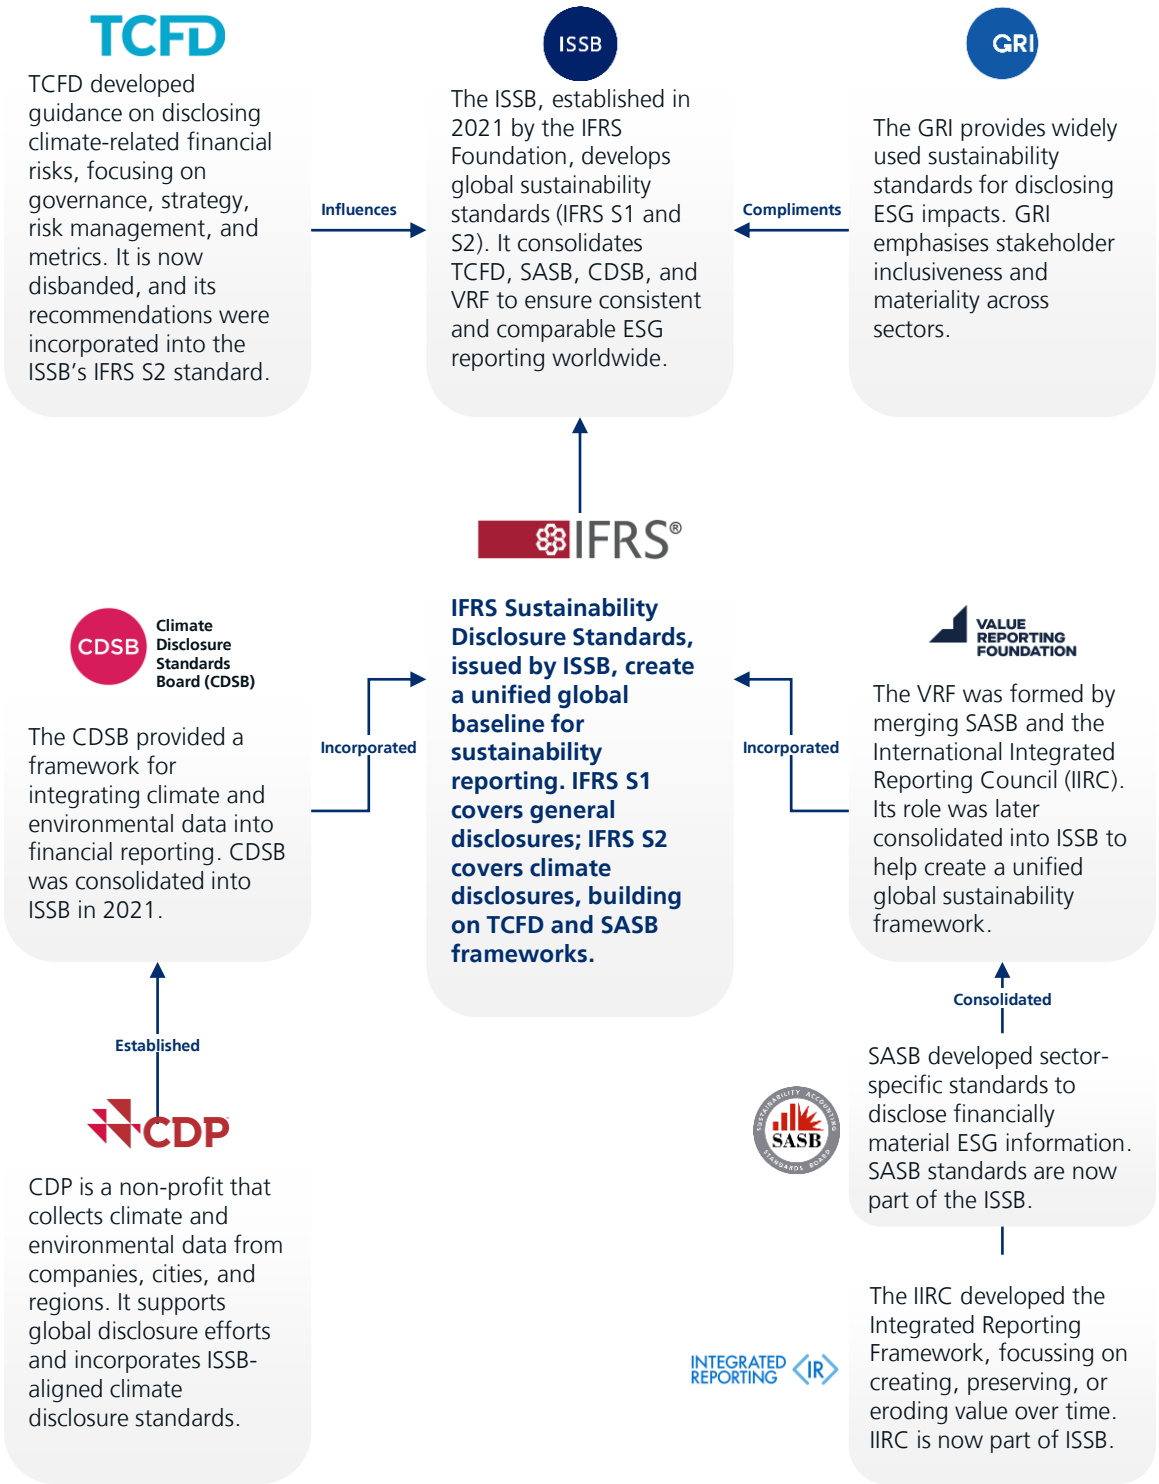 TCFD
TCFD developed
guidance on disclosing
climate-related financial
risks, focusing on
governance, strategy,
risk management, and
metrics. It is now
disbanded, and its
recommendations were
incorporated into the
ISSB's IFRS S2 standard.
Influences
ISSB
The ISSB, established in
2021 by the IFRS
Foundation, develops
global sustainability
standards (IFRS S1 and
S2). It consolidates
TCFD, SASB, CDSB, and
VRF to ensure consistent
and comparable ESG
reporting worldwide.
Compliments
GRI
The GRI provides widely
used sustainability
standards for disclosing
ESG impacts. GRI
emphasises stakeholder
inclusiveness and
materiality across
sectors.
IFRS®
IFRS Sustainability
Disclosure Standards,
issued by ISSB, create
a unified global
baseline for
sustainability
reporting. IFRS S1
covers general
disclosures; IFRS S2
covers climate
disclosures, building
on TCFD and SASB
frameworks.
CDSB
Climate
Disclosure
Standards
Board (CDSB)
The CDSB provided a
framework for
integrating climate and
environmental data into
financial reporting. CDSB
was consolidated into
ISSB in 2021.
Incorporated
Incorporated
VALUE
REPORTING
FOUNDATION
The VRF was formed by
merging SASB and the
International Integrated
Reporting Council (IIRC).
Its role was later
consolidated into ISSB to
help create a unified
global sustainability
framework.
Established
CDP
CDP is a non-profit that
collects climate and
environmental data from
companies, cities, and
regions. It supports
global disclosure efforts
and incorporates ISSB-
aligned climate
disclosure standards.
Consolidated
SUSTAINABILITY ACCOUNTING
SASB
STANDARDS BOARD
SASB developed sector-
specific standards to
disclose financially
material ESG information.
SASB standards are now
part of the ISSB.
INTEGRATED
REPORTING
IR
The IIRC developed the
Integrated Reporting
Framework, focussing on
creating, preserving, or
eroding value over time.
IIRC is now part of ISSB.